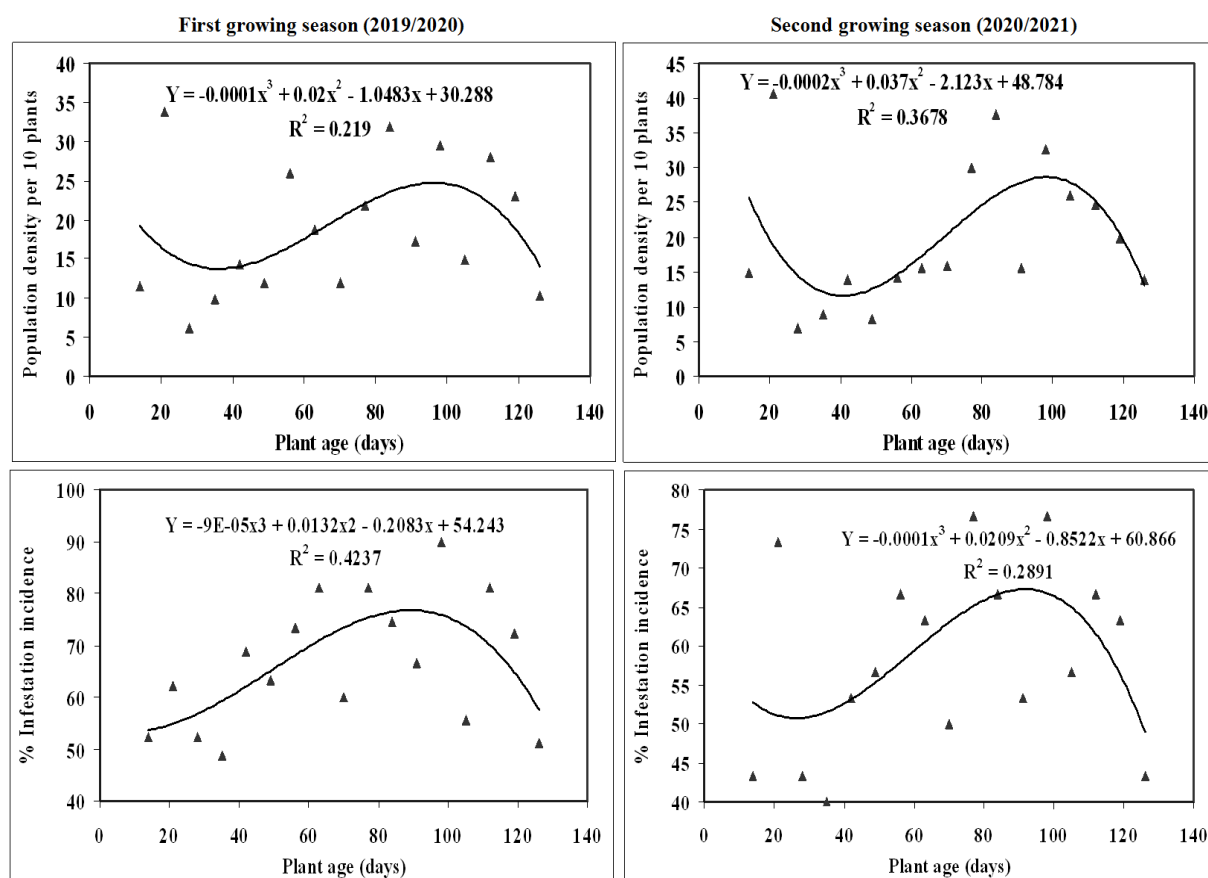 First growing season (2019/2020)
Second growing season (2020/2021)
Population density per 10 plants
40
35
30
25
20
15
10
5
0
Y = -0.0001x³ + 0.02x² - 1.0483x + 30.288
R² = 0.219
0 20 40 60 80 100 120 140
Plant age (days)
Population density per 10 plants
45
40
35
30
25
20
15
10
5
0
Y = -0.0002x³ + 0.037x² - 2.123x + 48.784
R² = 0.3678
0 20 40 60 80 100 120 140
Plant age (days)
% Infestation incidence
100
90
80
70
60
50
40
Y = -9E-05x3 + 0.0132x2 - 0.2083x + 54.243
R² = 0.4237
0 20 40 60 80 100 120 140
Plant age (days)
% Infestation incidence
80
75
70
65
60
55
50
45
40
Y = -0.0001x³ + 0.0209x² - 0.8522x + 60.866
R² = 0.2891
0 20 40 60 80 100 120 140
Plant age (days)